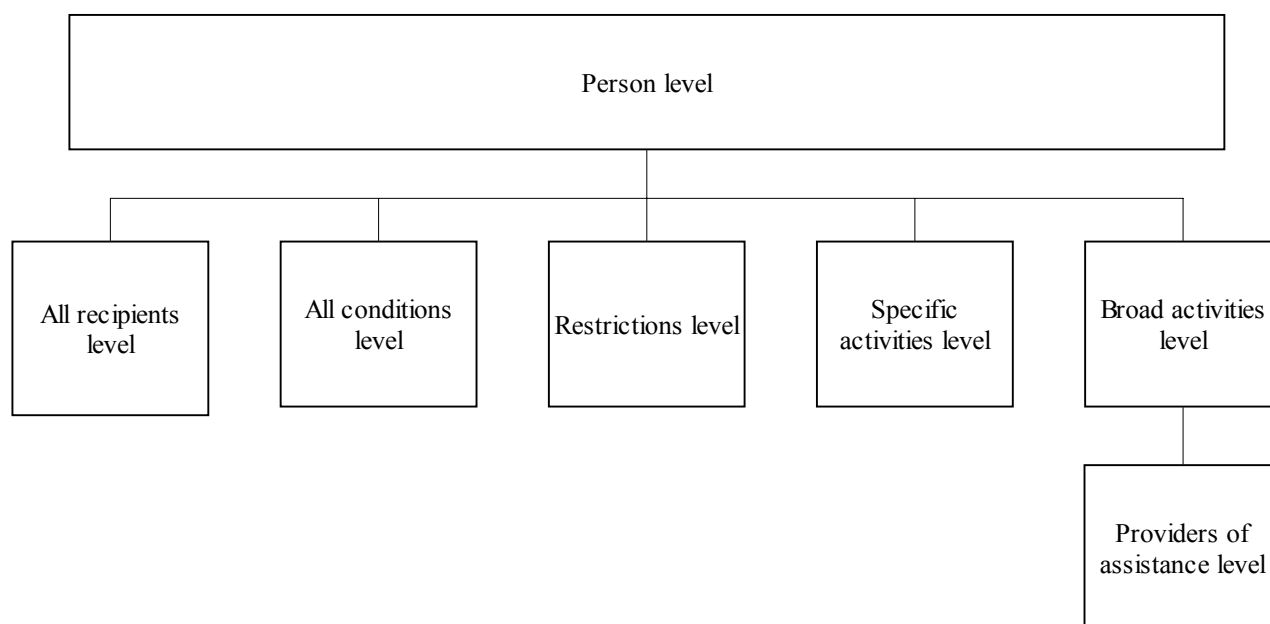 Person level
All recipients
level
All conditions
level
Restrictions level
Specific
activities level
Broad activities
level
Providers of
assistance level